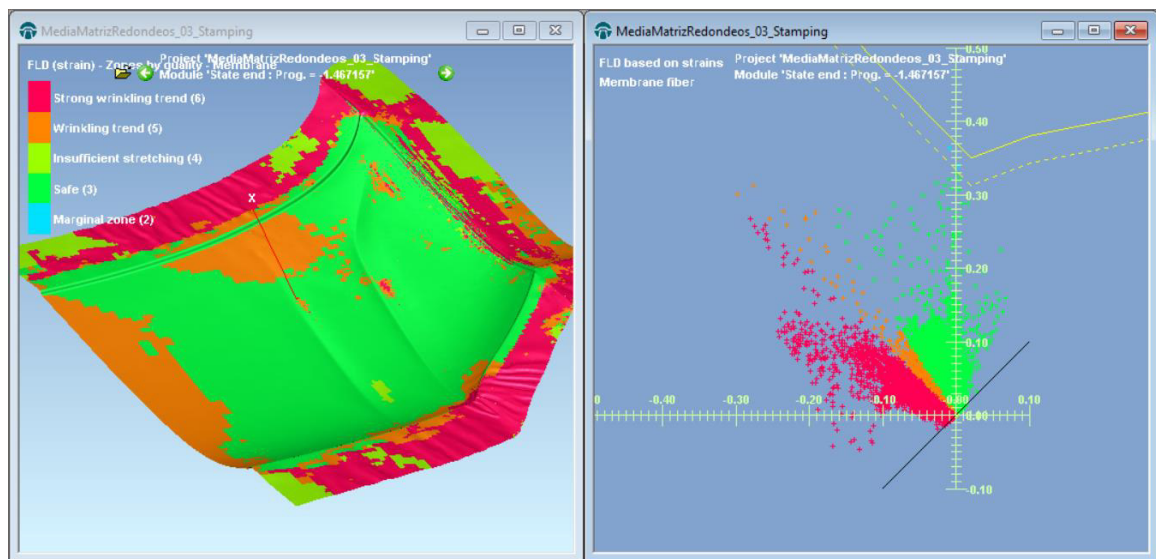 MediaMatrizRedondeos_03_Stamping
FLD (strain) - Zones by quality - Membrane
Project 'MediaMatrizRedondeos_03_Stamping'
Module 'State end : Prog. = -1.467157'
Strong wrinkling trend (6)
Wrinkling trend (5)
Insufficient stretching (4)
Safe (3)
Marginal zone (2)
X
MediaMatrizRedondeos_03_Stamping
FLD based on strains
Membrane fiber
Project 'MediaMatrizRedondeos_03_Stamping'
Module 'State end : Prog. = -1.467157'
0.50
0.40
0.30
0.20
0.10
0 -0.40 -0.30 -0.20 -0.10 -0.00 0.10
0.00
-0.10